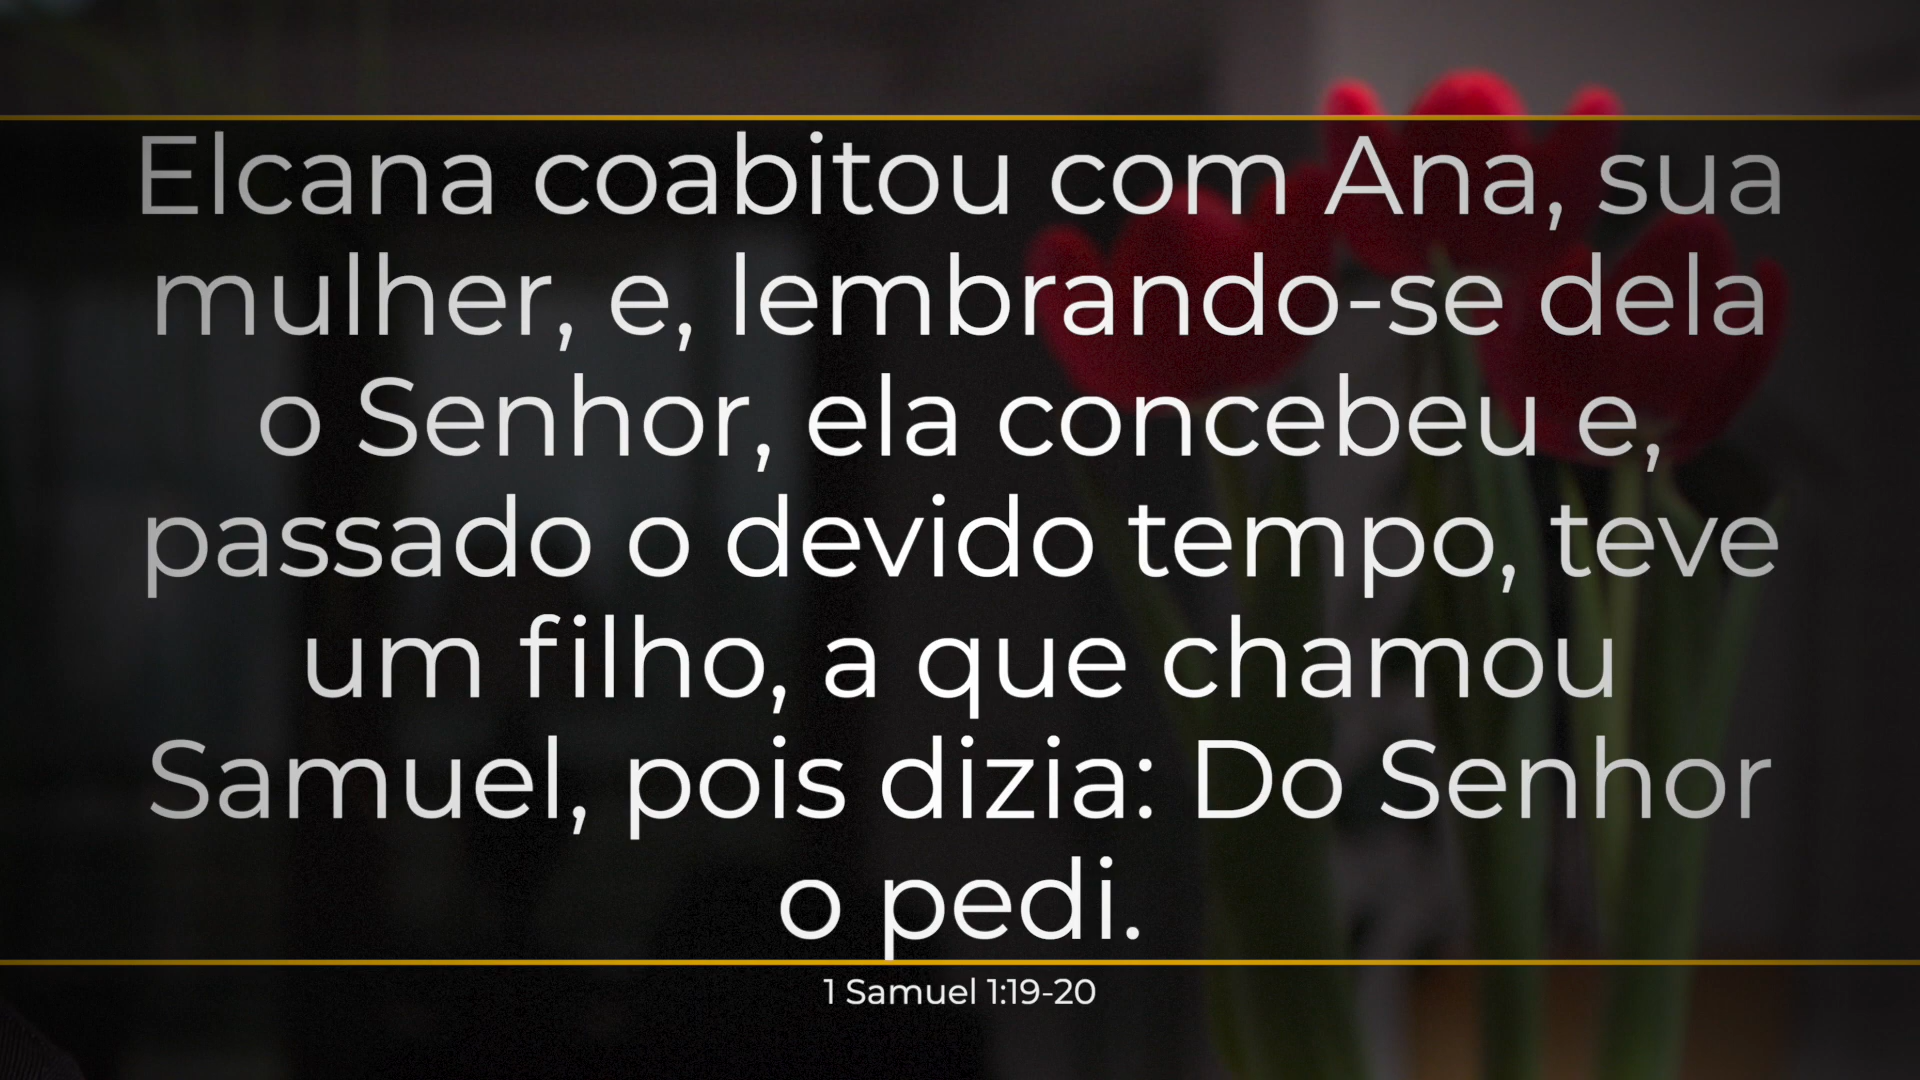 Elcana coabitou com Ana, sua
mulher, e, lembrando-se dela
o Senhor, ela concebeu e,
passado o devido tempo, teve
um filho, a que chamou
Samuel, pois dizia: Do Senhor
o pedi.
1 Samuel 1:19-20